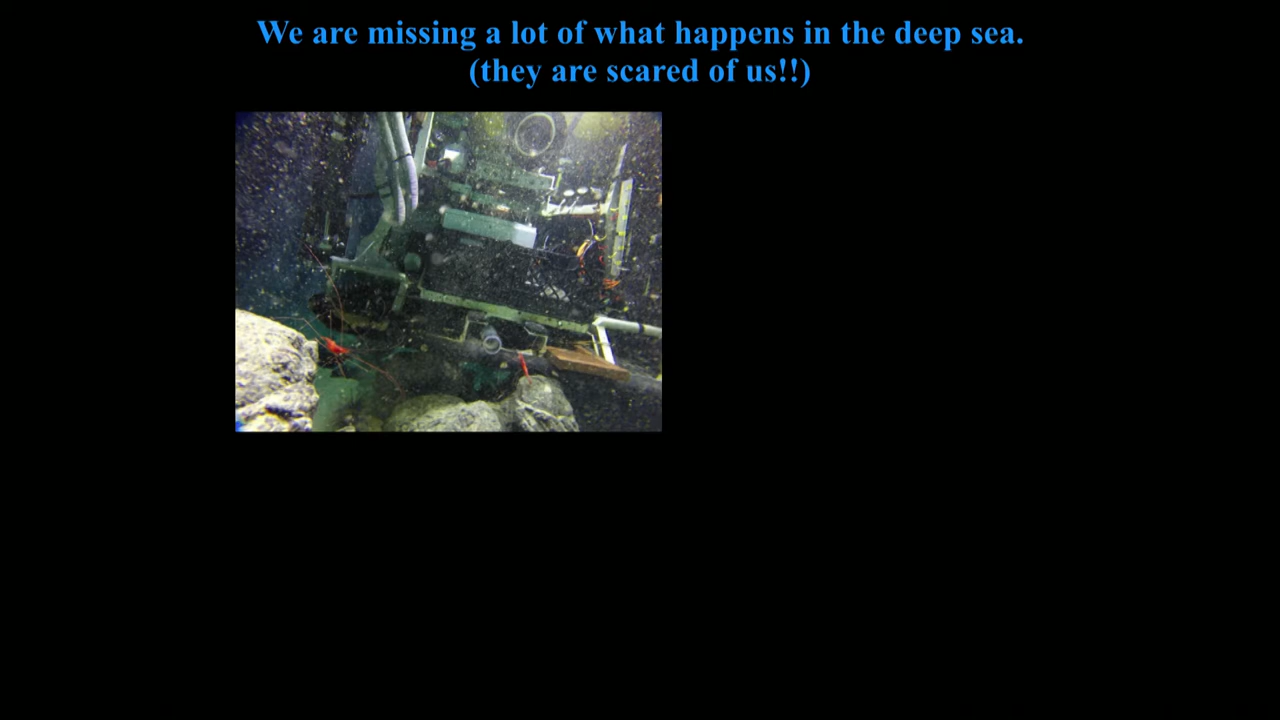 We are missing a lot of what happens in the deep sea.
(they are scared of us!!)